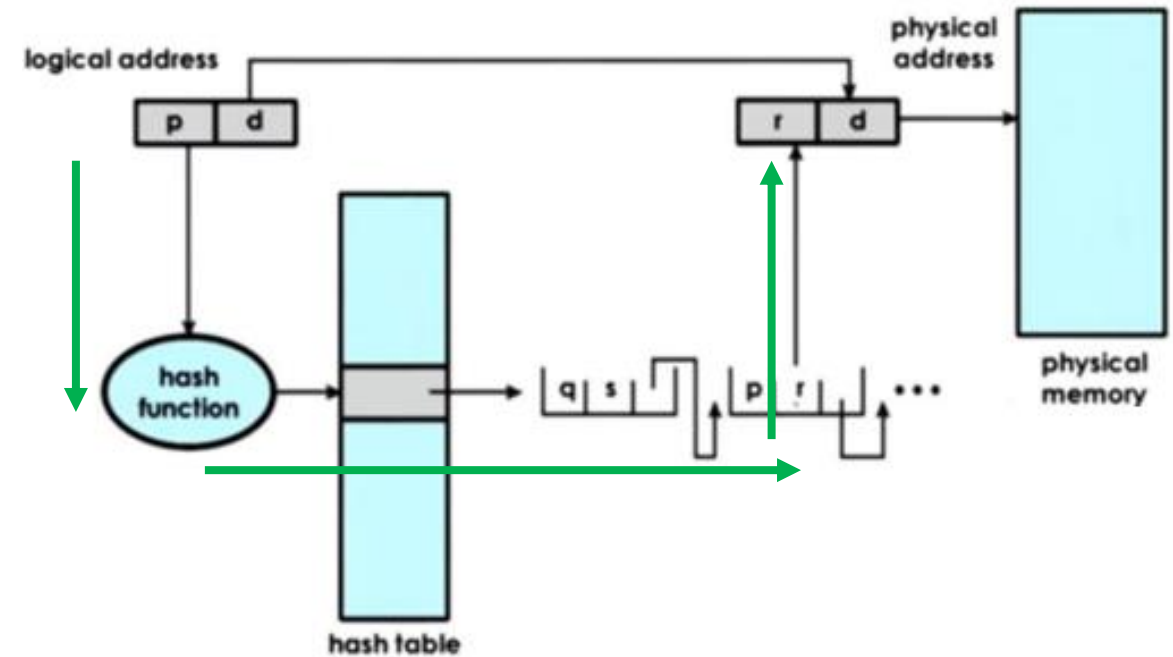 logical address
p d
physical
address
r d
hash
function
q s
p r
•••
physical
memory
hash table